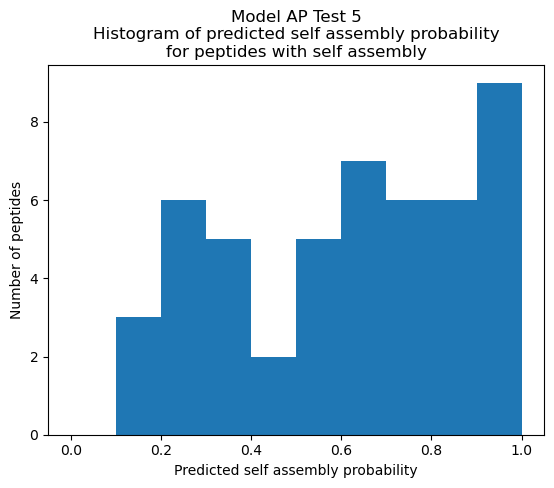 Model AP Test 5
Histogram of predicted self assembly probability
for peptides with self assembly
Number of peptides
8
6
4
2
0
0.0 0.2 0.4 0.6 0.8 1.0
Predicted self assembly probability